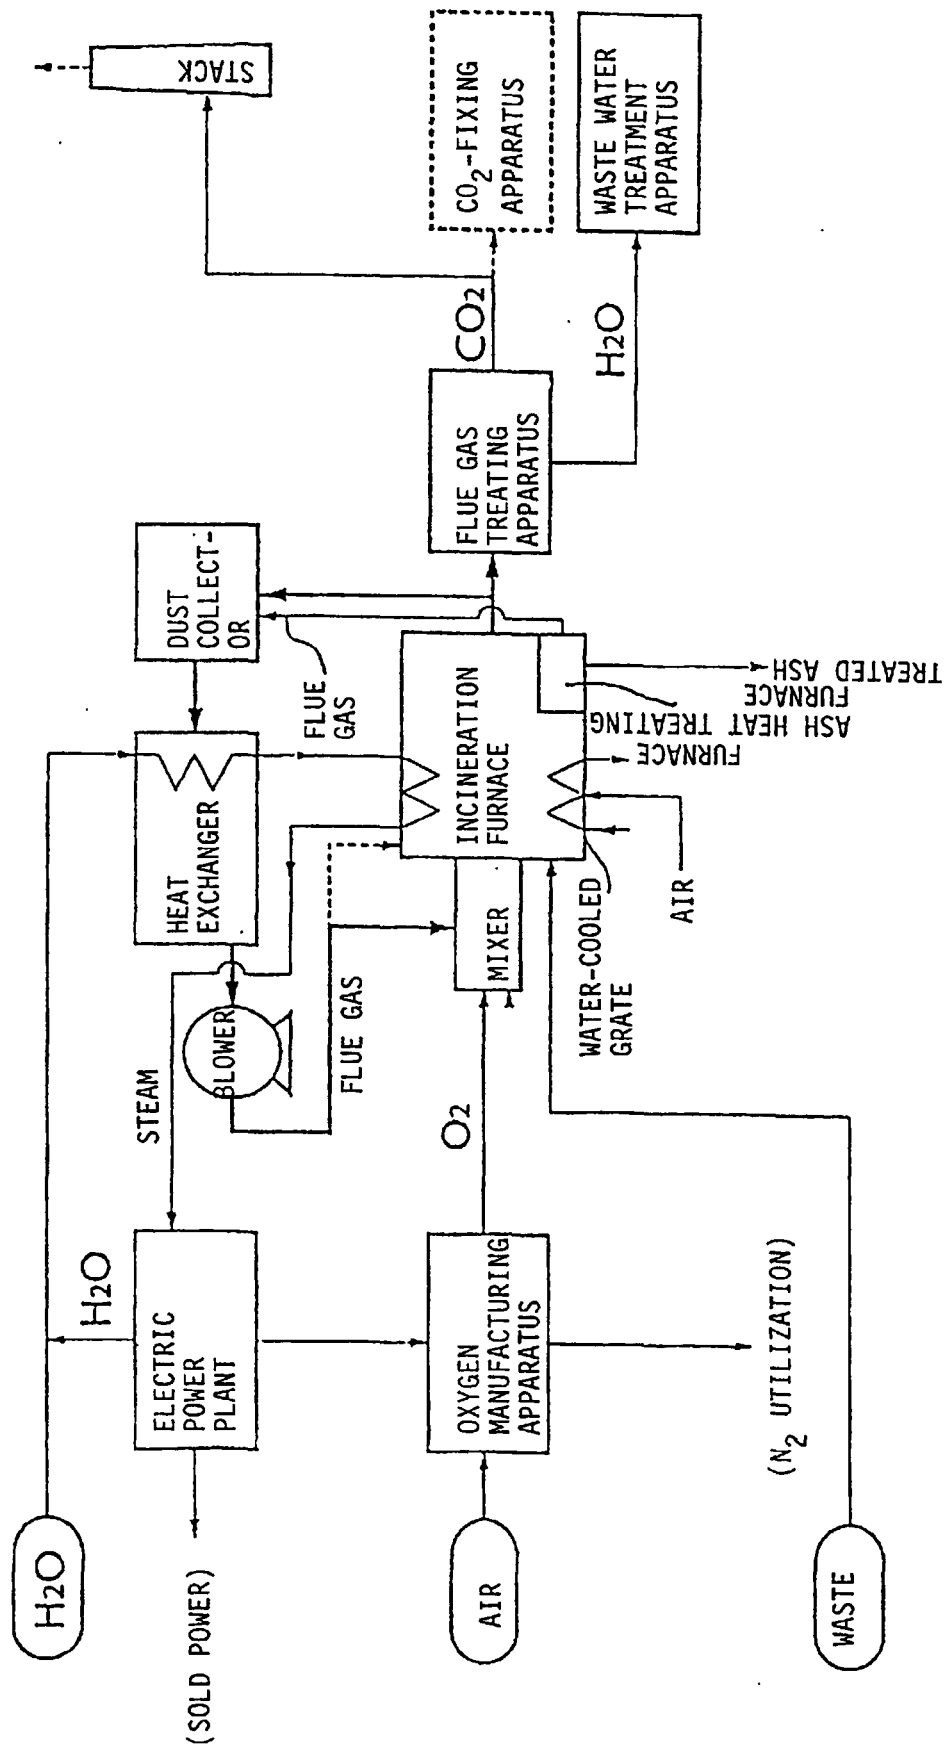 H2O
(SOLD POWER)
AIR
WASTE
H2O
ELECTRIC
POWER
PLANT
OXYGEN
MANUFACTURING
APPARATUS
(N2 UTILIZATION)
STEAM
BLOWER
FLUE GAS
O2
HEAT
EXCHANGER
MIXER
WATER-COOLED
GRATE
AIR
DUST
COLLECT-
OR
FLUE
GAS
INCINERATION
FURNACE
FURNACE
ASH HEAT TREATING
FURNACE
TREATED ASH
FLUE GAS
TREATING
APPARATUS
CO2
H2O
STACK
CO2-FIXING
APPARATUS
WASTE WATER
TREATMENT
APPARATUS